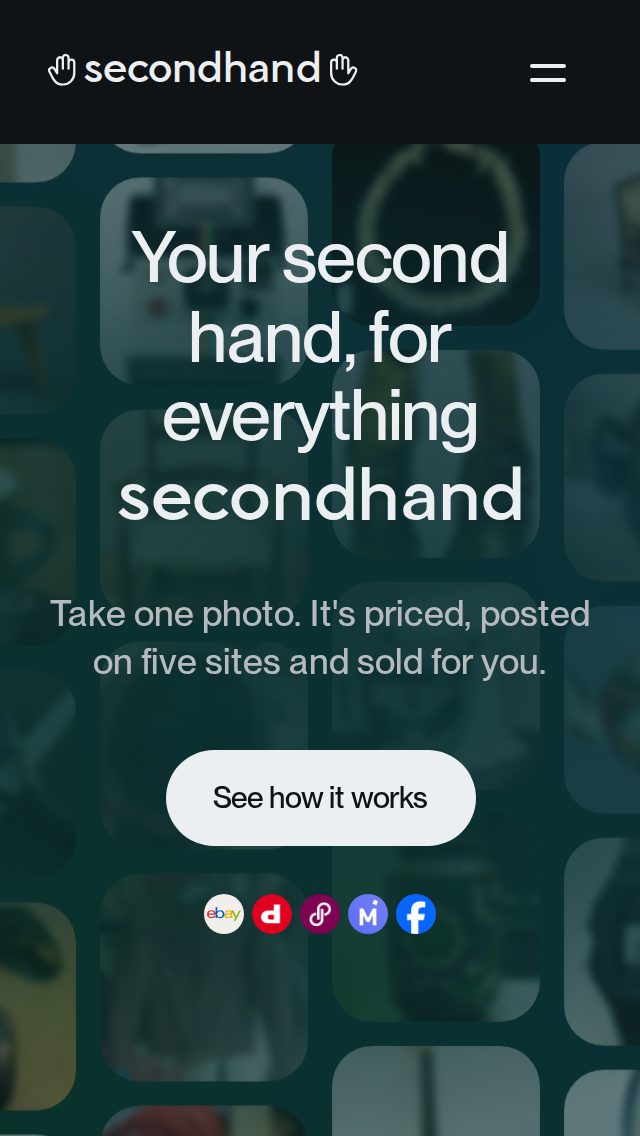 secondhand
Your second
hand, for
everything
secondhand
Take one photo. It's priced, posted
on five sites and sold for you.
See how it works
ebay